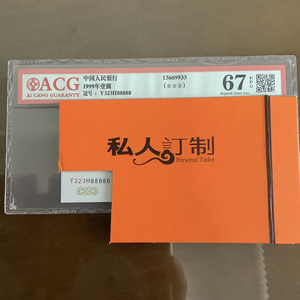 ACG
AI CANG GUARANTY
中国人民银行
1999年壹圆
冠号: Y323H88888
13669933
(☆☆☆)
67 EPQ
Superb Gem Unc
私人訂制
Personal Tailor
Y323H88888